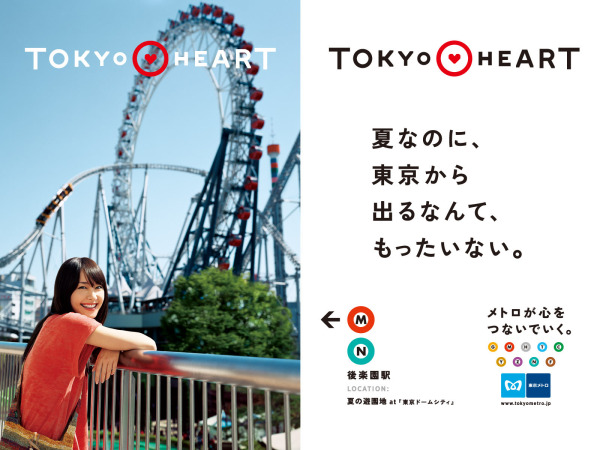 TOKYO HEART
TOKYO HEART
夏なのに、
東京から
出るなんて、
もったいない。
M
N
後楽園駅
LOCATION:
夏の遊園地 at 『東京ドームシティ』
メトロが心を
つないでいく。
G M H T C
Y Z N F
東京メトロ
www.tokyometro.jp